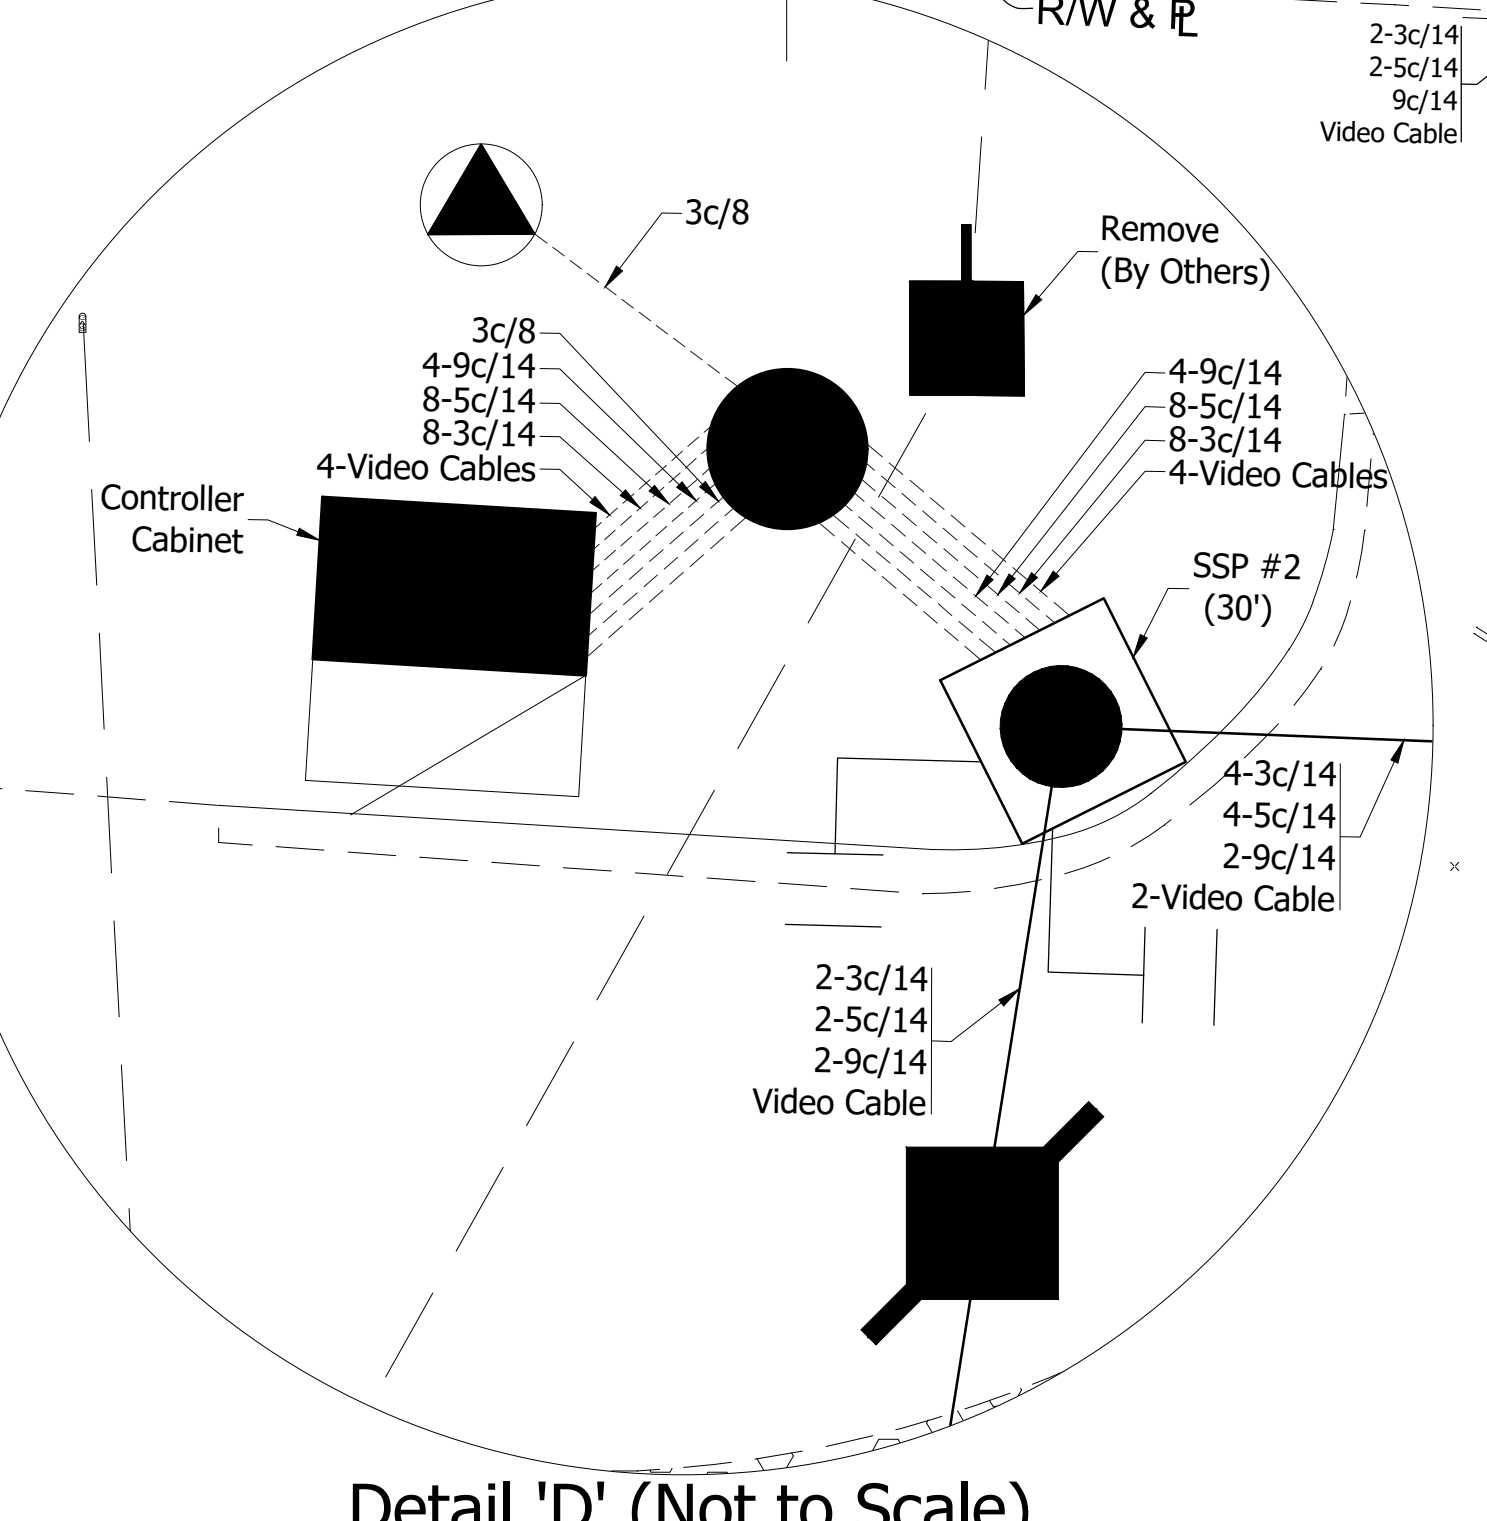 R/W & PL
2-3c/14
2-5c/14
9c/14
Video Cable
3c/8
Remove
(By Others)
3c/8
4-9c/14
8-5c/14
8-3c/14
4-Video Cables
4-9c/14
8-5c/14
8-3c/14
4-Video Cables
Controller
Cabinet
SSP #2
(30')
4-3c/14
4-5c/14
2-9c/14
2-Video Cable
2-3c/14
2-5c/14
2-9c/14
Video Cable
Detail 'D' (Not to Scale)